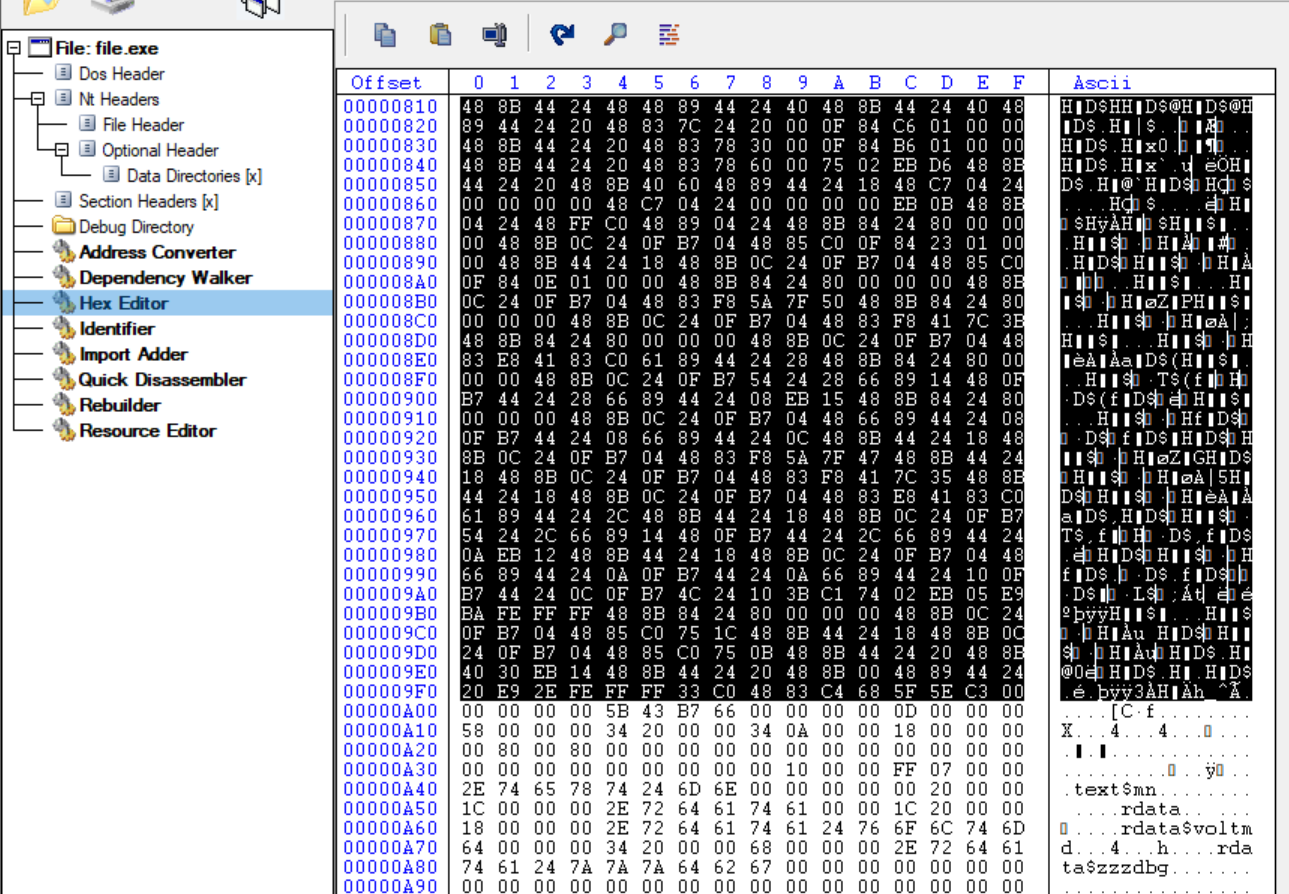 File: file.exe
Dos Header
Nt Headers
File Header
Optional Header
Data Directories [x]
Section Headers [x]
Debug Directory
Address Converter
Dependency Walker
Hex Editor
Identifier
Import Adder
Quick Disassembler
Rebuilder
Resource Editor
Offset 0 1 2 3 4 5 6 7 8 9 A B C D E F Ascii
00000810 48 8B 44 24 48 48 89 44 24 40 48 8B 44 24 40 48
00000820 89 44 24 20 48 83 7C 24 20 00 0F 84 C6 01 00 00
00000830 48 8B 44 24 20 48 83 78 30 00 0F 84 B6 01 00 00
00000840 48 8B 44 24 20 48 83 78 60 00 75 02 EB D6 48 8B
00000850 44 24 20 48 8B 40 60 48 89 44 24 18 48 C7 04 24
00000860 00 00 00 00 48 C7 04 24 00 00 00 00 EB 0B 48 8B
00000870 04 24 48 FF C0 48 89 04 24 48 8B 84 24 80 00 00
00000880 00 48 8B 0C 24 0F B7 04 48 85 C0 0F 84 23 01 00
00000890 00 48 8B 44 24 18 48 8B 0C 24 0F B7 04 48 85 C0
000008A0 0F 84 0E 01 00 00 48 8B 84 24 80 00 00 00 48 8B
000008B0 0C 24 0F B7 04 48 83 F8 5A 7F 50 48 8B 84 24 80
000008C0 00 00 00 48 8B 0C 24 0F B7 04 48 83 F8 41 7C 3B
000008D0 48 8B 84 24 80 00 00 00 48 8B 0C 24 0F B7 04 48
000008E0 83 E8 41 83 C0 61 89 44 24 28 48 8B 84 24 80 00
000008F0 00 00 48 8B 0C 24 0F B7 54 24 28 66 89 14 48 0F
00000900 B7 44 24 28 66 89 44 24 08 EB 15 48 8B 84 24 80
00000910 00 00 00 48 8B 0C 24 0F B7 04 48 66 89 44 24 08
00000920 0F B7 44 24 08 66 89 44 24 0C 48 8B 44 24 18 48
00000930 8B 0C 24 0F B7 04 48 83 F8 5A 7F 47 48 8B 44 24
00000940 18 48 8B 0C 24 0F B7 04 48 83 F8 41 7C 35 48 8B
00000950 44 24 18 48 8B 0C 24 0F B7 04 48 83 E8 41 83 C0
00000960 61 89 44 24 2C 48 8B 44 24 18 48 8B 0C 24 0F B7
00000970 54 24 2C 66 89 14 48 0F B7 44 24 2C 66 89 44 24
00000980 0A EB 12 48 8B 44 24 18 48 8B 0C 24 0F B7 04 48
00000990 66 89 44 24 0A 0F B7 44 24 0A 66 89 44 24 10 0F
000009A0 B7 44 24 0C 0F B7 4C 24 10 3B C1 74 02 EB 05 E9
000009B0 BA FE FF FF 48 8B 84 24 80 00 00 00 48 8B 0C 24
000009C0 0F B7 04 48 85 C0 75 1C 48 8B 44 24 18 48 8B 0C
000009D0 24 0F B7 04 48 85 C0 75 0B 48 8B 44 24 20 48 8B
000009E0 40 30 EB 14 48 8B 44 24 20 48 8B 00 48 89 44 24
000009F0 20 E9 2E FE FF FF 33 C0 48 83 C4 68 5F 5E C3 00
00000A00 00 00 00 00 5B 43 B7 66 00 00 00 00 0D 00 00 00 ....[C·f........
00000A10 58 00 00 00 34 20 00 00 34 0A 00 00 18 00 00 00
00000A20 00 80 00 80 00 00 00 00 00 00 00 00 00 00 00 00
00000A30 00 00 00 00 00 00 00 00 00 10 00 00 FF 07 00 00
00000A40 2E 74 65 78 74 24 6D 6E 00 00 00 00 00 20 00 00 .text$mn..... ..
00000A50 1C 00 00 00 2E 72 64 61 74 61 00 00 1C 20 00 00
00000A60 18 00 00 00 2E 72 64 61 74 61 24 76 6F 6C 74 6D ....rdata$voltm
00000A70 64 00 00 00 34 20 00 00 68 00 00 00 2E 72 64 61 d...4 ..h....rda
00000A80 74 61 24 7A 7A 7A 64 62 67 00 00 00 00 00 00 00 ta$zzzdbg.......
00000A90 00 00 00 00 00 00 00 00 00 00 00 00 00 00 00 00 ................